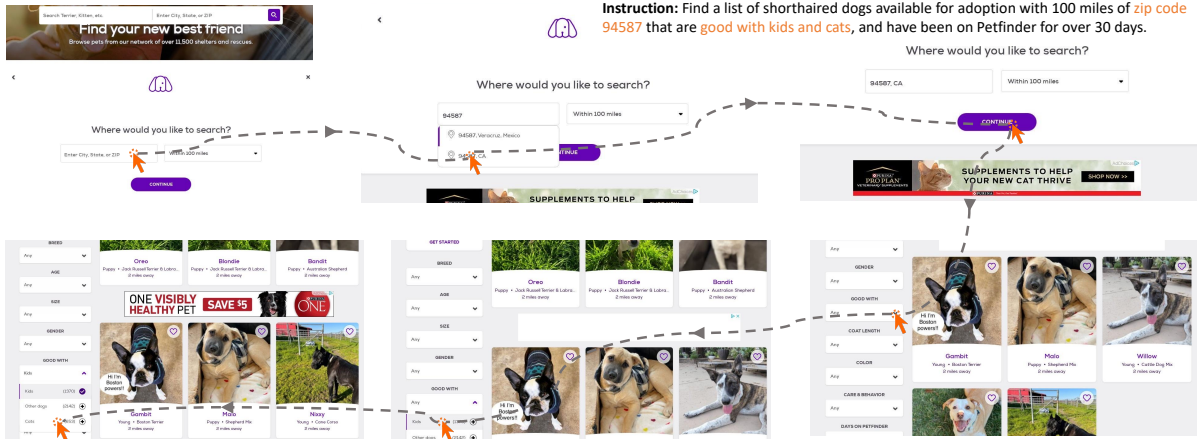 Search Terrier, Kitten, etc.
Enter City, State, or ZIP
Find your new best friend
Browse pets from our network of over 11,500 shelters and rescues.
Where would you like to search?
Enter City, State, or ZIP
Within 100 miles
CONTINUE
Where would you like to search?
94587
Within 100 miles
94587, Veracruz, Mexico
SUPPLEMENTS TO HELP
Instruction: Find a list of shorthaired dogs available for adoption with 100 miles of zip code
94587 that are good with kids and cats, and have been on Petfinder for over 30 days.
Where would you like to search?
94587, CA
Within 100 miles
CONTINUE
PURINA
PRO PLAN
VETERINARY SUPPLEMENTS
SUPPLEMENTS TO HELP
YOUR NEW CAT THRIVE
SHOP NOW >>
BREED
Any
AGE
Any
SIZE
Any
GENDER
Any
GOOD WITH
Kids
Kids
Other dogs
Cats
Oreo
Puppy • Jack Russell Terrier & Labra...
2 miles away
Blondie
Puppy • Jack Russell Terrier & Labra...
2 miles away
Bandit
Puppy • Australian Shepherd
2 miles away
ONE VISIBLY
HEALTHY PET
SAVE $5
ONE
Hi I'm
Boston
powers!!
Gambit
Young • Boston Terrier
2 miles away
Malo
Puppy • Shepherd Mix
2 miles away
Nixxy
Young • Cane Corso
2 miles away
GET STARTED
BREED
Any
AGE
Any
SIZE
Any
GENDER
Any
GOOD WITH
Any
Kids
Other dogs
Oreo
Puppy • Jack Russell Terrier & Labra...
2 miles away
Blondie
Puppy • Jack Russell Terrier & Labra...
2 miles away
Bandit
Puppy • Australian Shepherd
2 miles away
Hi I'm
Boston
powers!!
Any
GENDER
Any
GOOD WITH
Any
COAT LENGTH
Any
COLOR
Any
CARE & BEHAVIOR
Any
DAYS ON PETFINDER
Hi I'm
Boston
powers!!
Gambit
Young • Boston Terrier
2 miles away
Malo
Puppy • Shepherd Mix
2 miles away
Willow
Young • Cattle Dog Mix
2 miles away